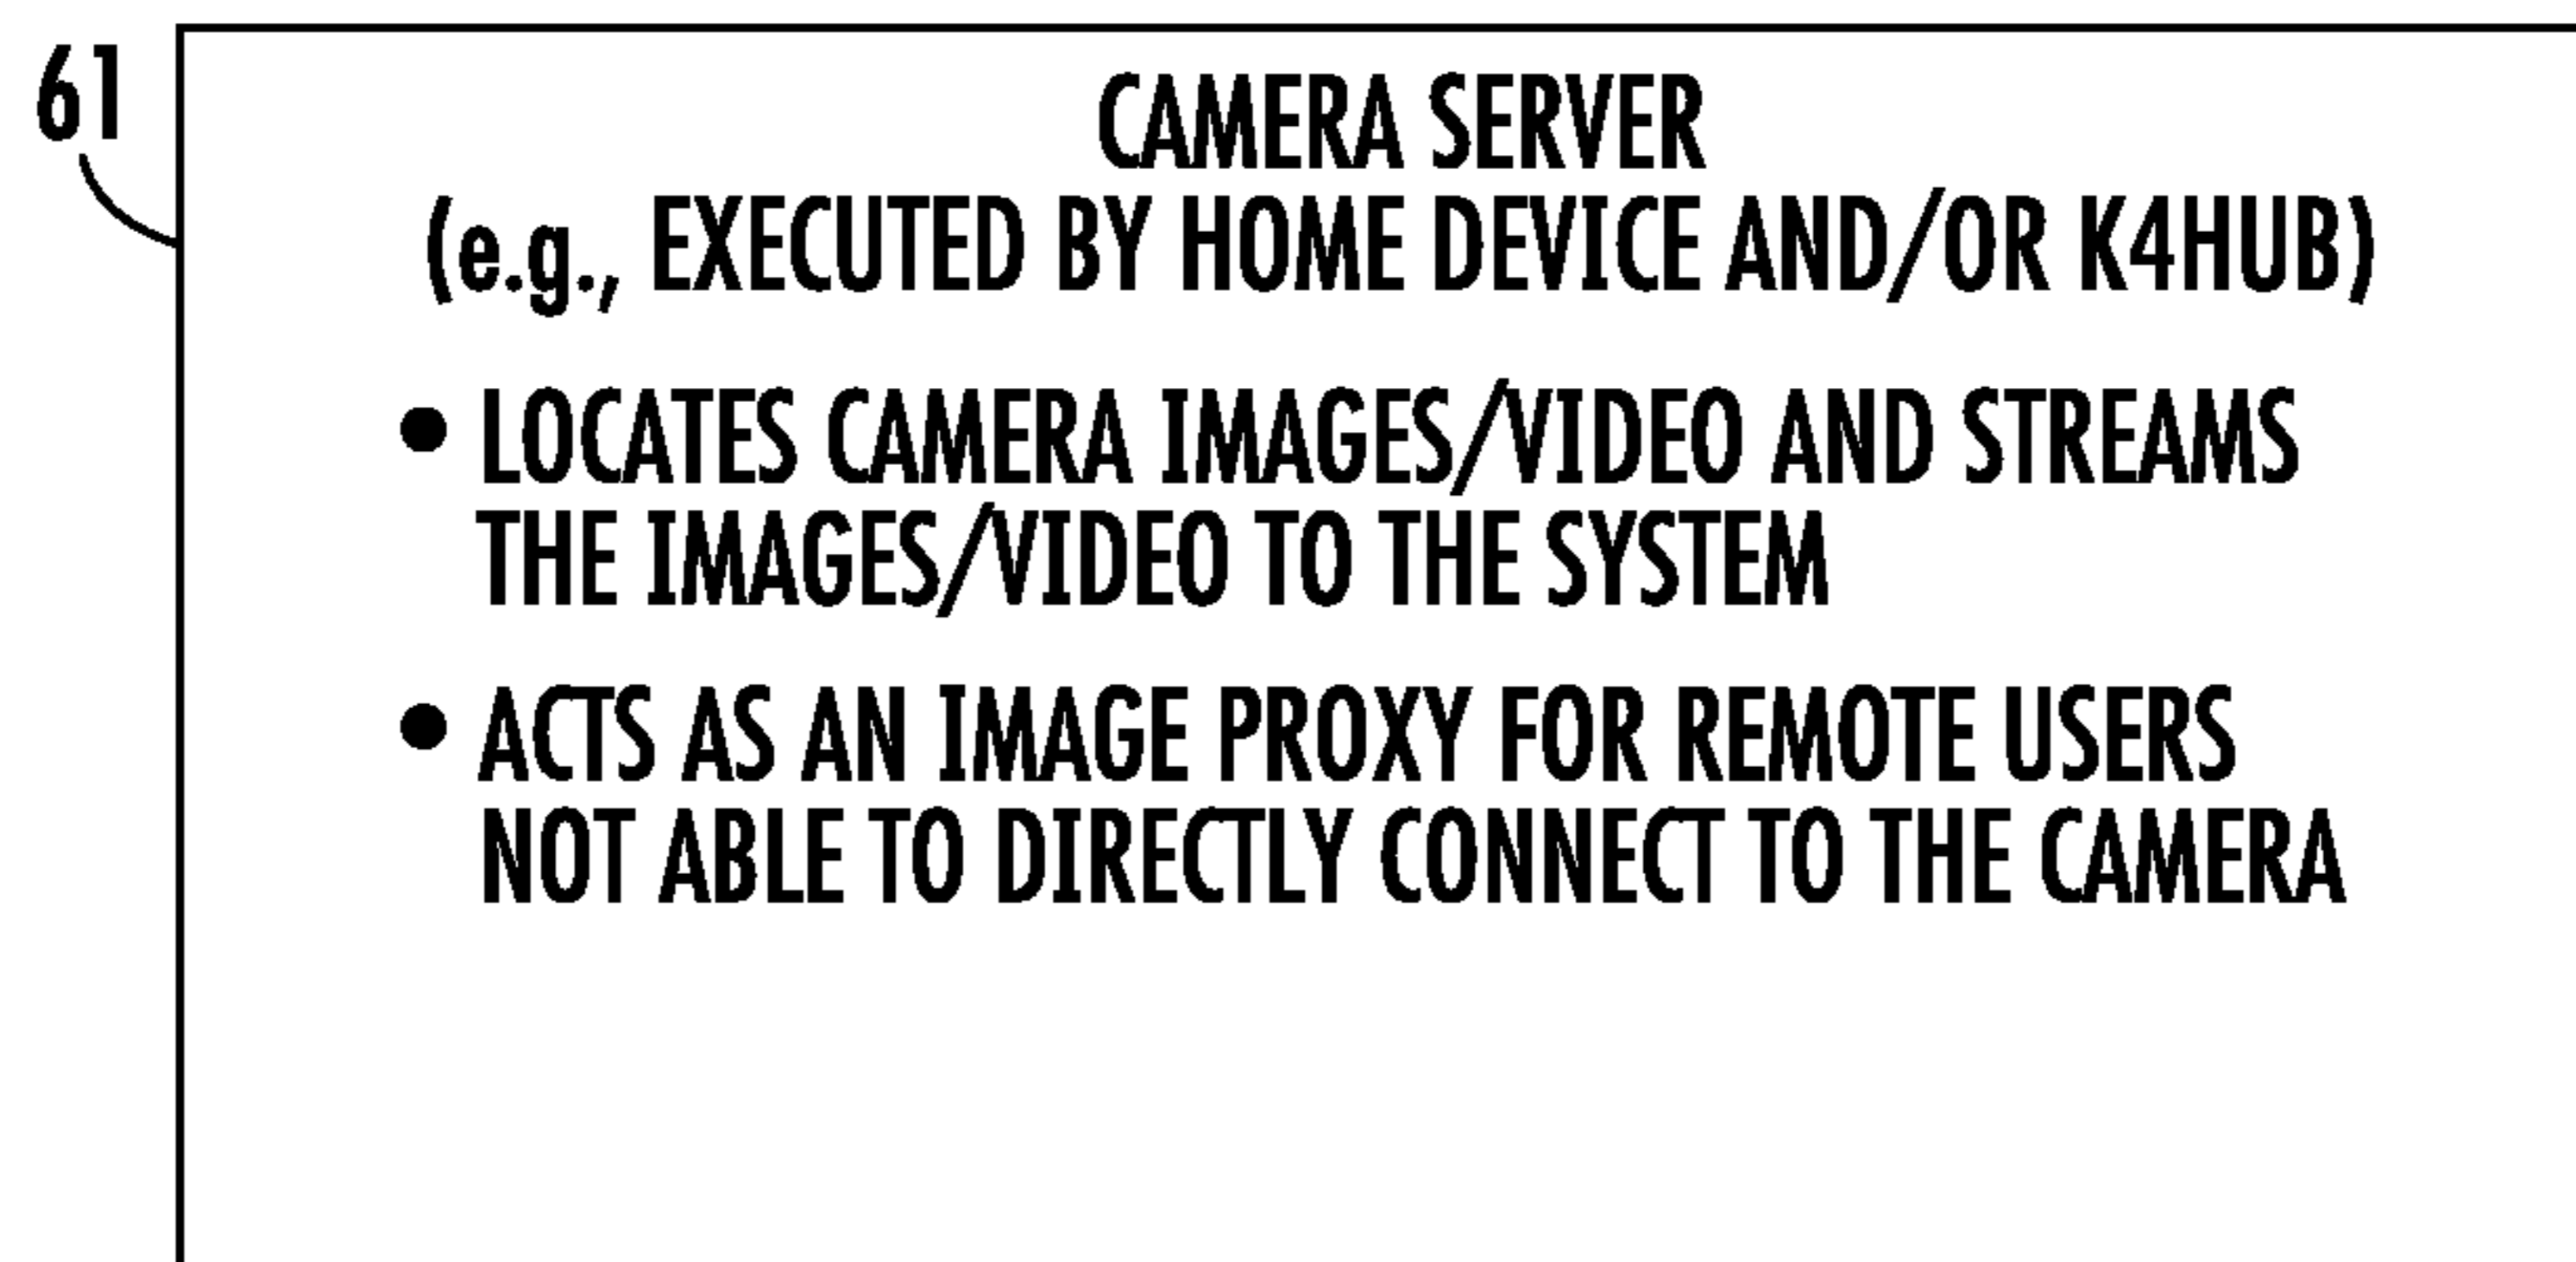 61
CAMERA SERVER
(e.g., EXECUTED BY HOME DEVICE AND/OR K4HUB)
• LOCATES CAMERA IMAGES/VIDEO AND STREAMS
THE IMAGES/VIDEO TO THE SYSTEM
• ACTS AS AN IMAGE PROXY FOR REMOTE USERS
NOT ABLE TO DIRECTLY CONNECT TO THE CAMERA